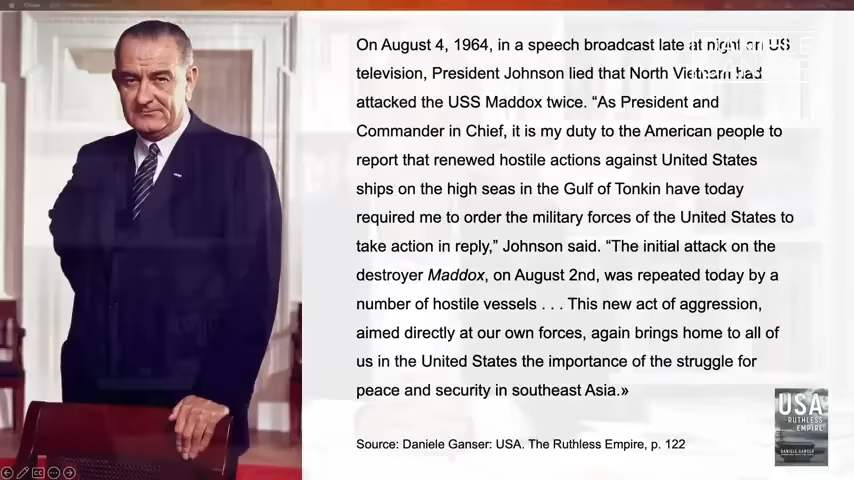 On August 4, 1964, in a speech broadcast late at night on US
television, President Johnson lied that North Vietnam had
attacked the USS Maddox twice. “As President and
Commander in Chief, it is my duty to the American people to
report that renewed hostile actions against United States
ships on the high seas in the Gulf of Tonkin have today
required me to order the military forces of the United States to
take action in reply,” Johnson said. “The initial attack on the
destroyer Maddox, on August 2nd, was repeated today by a
number of hostile vessels . . . This new act of aggression,
aimed directly at our own forces, again brings home to all of
us in the United States the importance of the struggle for
peace and security in southeast Asia.»
USA
RUTHLESS
EMPIRE
DANIELE GANSER
Source: Daniele Ganser: USA. The Ruthless Empire, p. 122